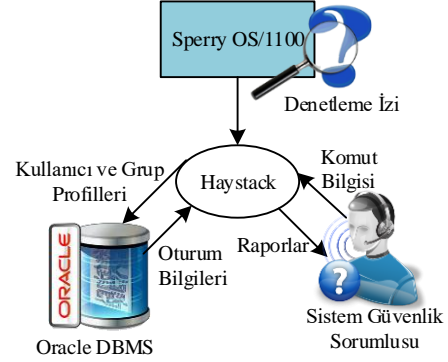 Sperry OS/1100
Denetleme İzi
Kullanıcı ve Grup
Profilleri
Haystack
Komut
Bilgisi
ORACLE
Oturum
Bilgileri
Raporlar
?
Oracle DBMS
Sistem Güvenlik
Sorumlusu